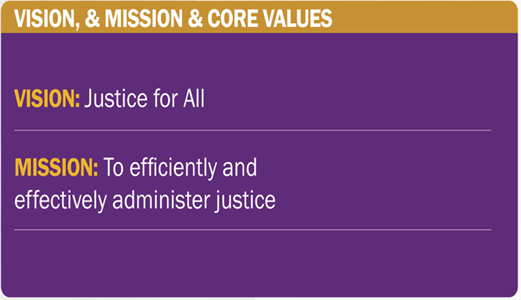 VISION, & MISSION & CORE VALUES
VISION: Justice for All
MISSION: To efficiently and
effectively administer justice